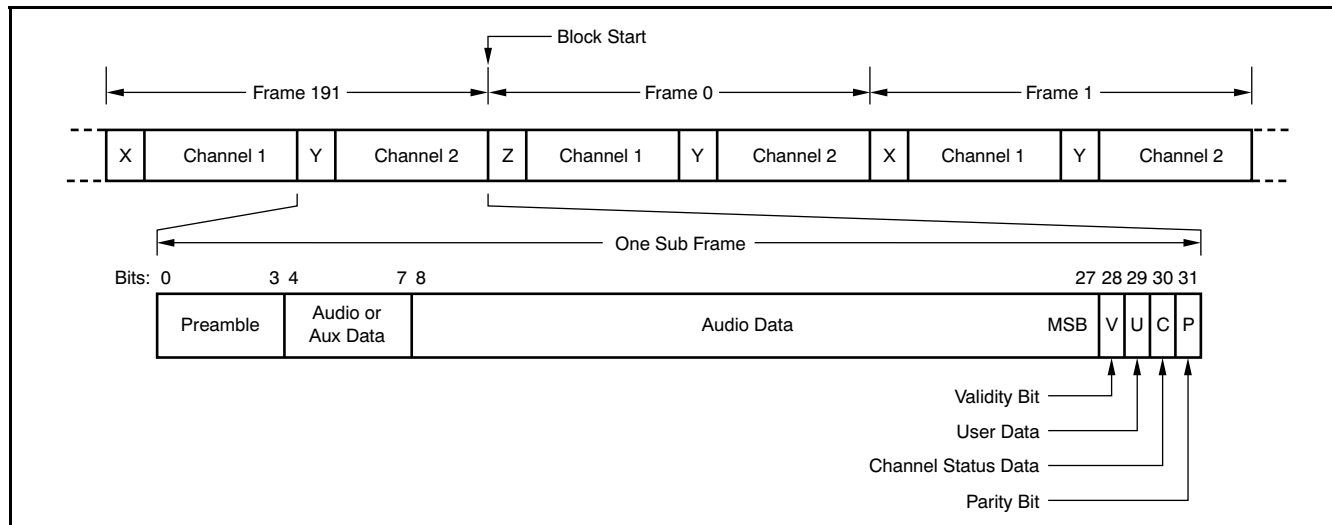 Block Start
Frame 191 Frame 0 Frame 1
X Channel 1 Y Channel 2 Z Channel 1 Y Channel 2 X Channel 1 Y Channel 2
One Sub Frame
Bits: 0 3 4 7 8 27 28 29 30 31
Preamble Audio or Aux Data Audio Data MSB V U C P
Validity Bit
User Data
Channel Status Data
Parity Bit